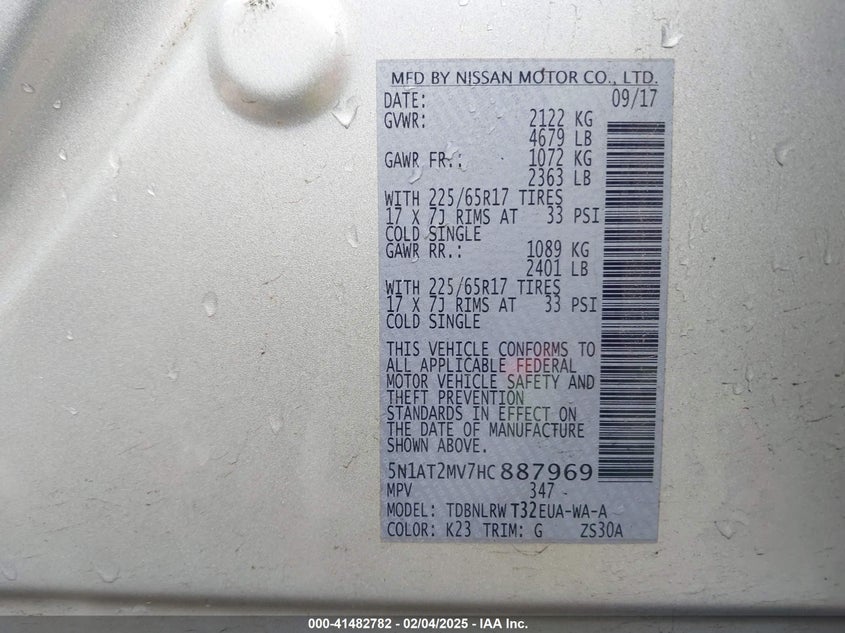 MFD BY NISSAN MOTOR CO., LTD.
DATE: 09/17
GVWR: 2122 KG
4679 LB
GAWR FR.: 1072 KG
2363 LB
WITH 225/65R17 TIRES
17 X 7J RIMS AT 33 PSI
COLD SINGLE
GAWR RR.: 1089 KG
2401 LB
WITH 225/65R17 TIRES
17 X 7J RIMS AT 33 PSI
COLD SINGLE
THIS VEHICLE CONFORMS TO
ALL APPLICABLE FEDERAL
MOTOR VEHICLE SAFETY AND
THEFT PREVENTION
STANDARDS IN EFFECT ON
THE DATE OF MANUFACTURE
SHOWN ABOVE.
5N1AT2MV7HC887969
MPV 347
MODEL: TDBNLRW T32EUA-WA-A
COLOR: K23 TRIM: G ZS30A
000-41482782 - 02/04/2025 - IAA Inc.